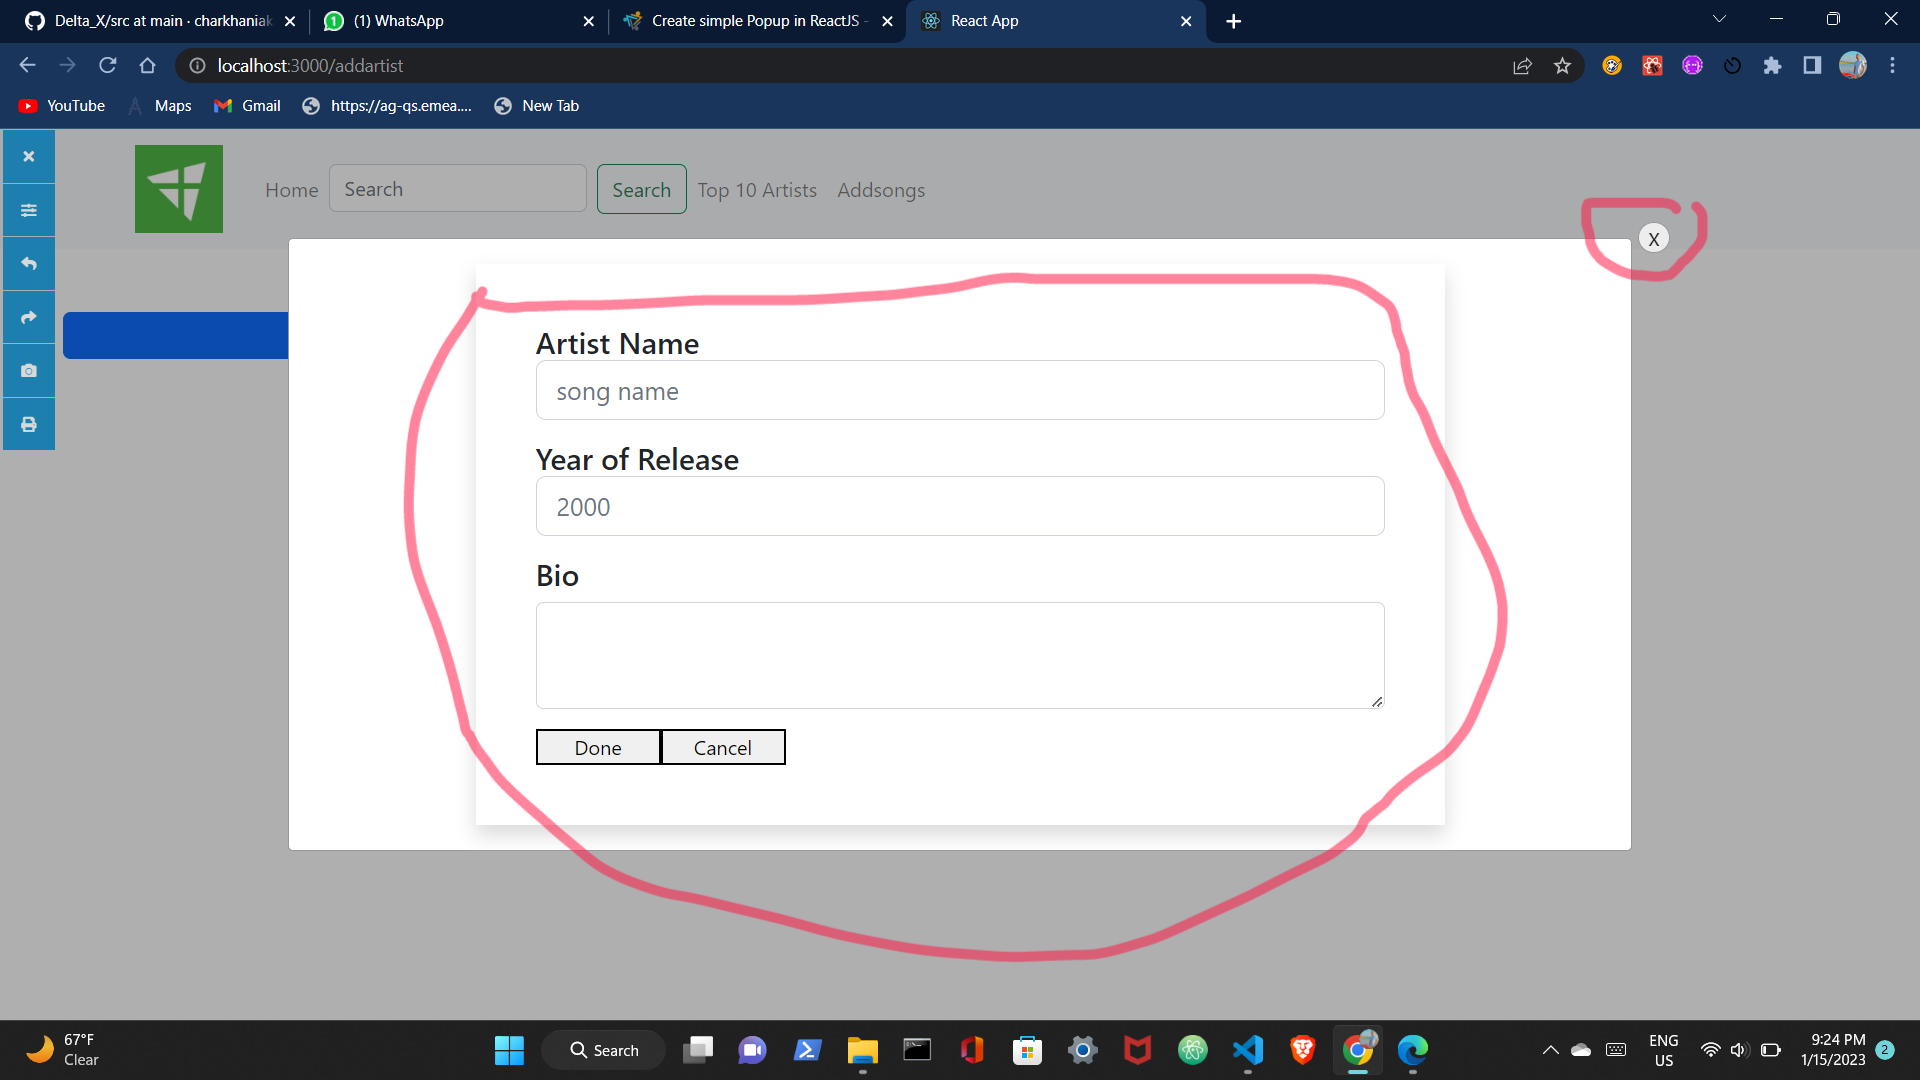 Delta_X/src at main · charkhaniak
(1) WhatsApp
Create simple Popup in ReactJS -
React App
localhost:3000/addartist
YouTube
Maps
Gmail
https://ag-qs.emea....
New Tab
Home
Search
Search
Top 10 Artists
Addsongs
X
Artist Name
song name
Year of Release
2000
Bio
Done
Cancel
67°F
Clear
Search
ENG
US
9:24 PM
1/15/2023
2